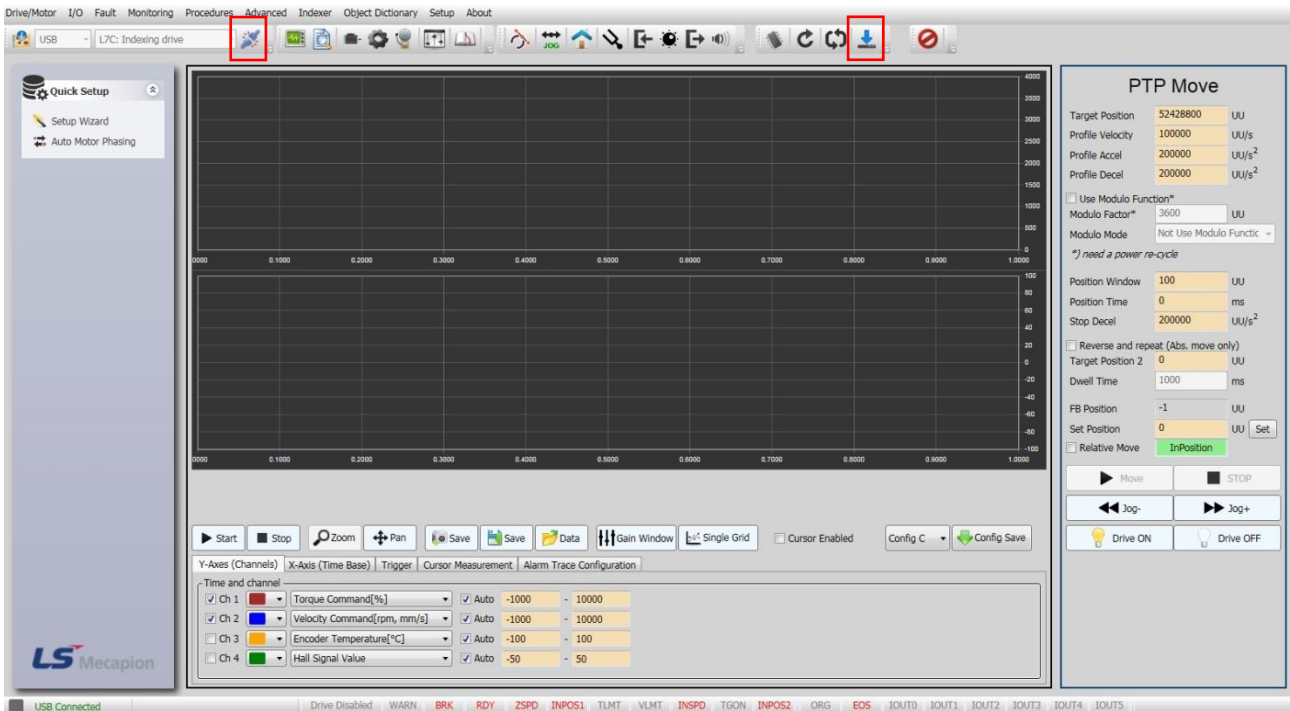 Drive/Motor I/O Fault Monitoring Procedures Advanced Indexer Object Dictionary Setup About
USB L7C: Indexing drive JOG
Quick Setup
Setup Wizard
Auto Motor Phasing
LS Mecapion
4000
3500
3000
2500
2000
1500
1000
500
0
0000 0.1000 0.2000 0.3000 0.4000 0.5000 0.6000 0.7000 0.8000 0.9000 1.0000
100
80
60
40
20
0
-20
-40
-60
-80
-100
0000 0.1000 0.2000 0.3000 0.4000 0.5000 0.6000 0.7000 0.8000 0.9000 1.0000
Start Stop Zoom Pan Save Save Data Gain Window Single Grid Cursor Enabled Config C Config Save
Y-Axes (Channels) X-Axis (Time Base) Trigger Cursor Measurement Alarm Trace Configuration
Time and channel
Ch 1 Torque Command[%] Auto -1000 - 10000
Ch 2 Velocity Command[rpm, mm/s] Auto -1000 - 10000
Ch 3 Encoder Temperature[°C] Auto -100 - 100
Ch 4 Hall Signal Value Auto -50 - 50
PTP Move
Target Position 52428800 UU
Profile Velocity 100000 UU/s
Profile Accel 200000 UU/s²
Profile Decel 200000 UU/s²
Use Modulo Function*
Modulo Factor* 3600 UU
Modulo Mode Not Use Modulo Functic
*) need a power re-cycle
Position Window 100 UU
Position Time 0 ms
Stop Decel 200000 UU/s²
Reverse and repeat (Abs. move only)
Target Position 2 0 UU
Dwell Time 1000 ms
FB Position -1 UU
Set Position 0 UU Set
Relative Move InPosition
Move STOP
Jog- Jog+
Drive ON Drive OFF
USB Connected Drive Disabled WARN BRK RDY ZSPD INPOS1 TLMT VLMT INSPD TGON INPOS2 ORG EOS IOUT0 IOUT1 IOUT2 IOUT3 IOUT4 IOUT5